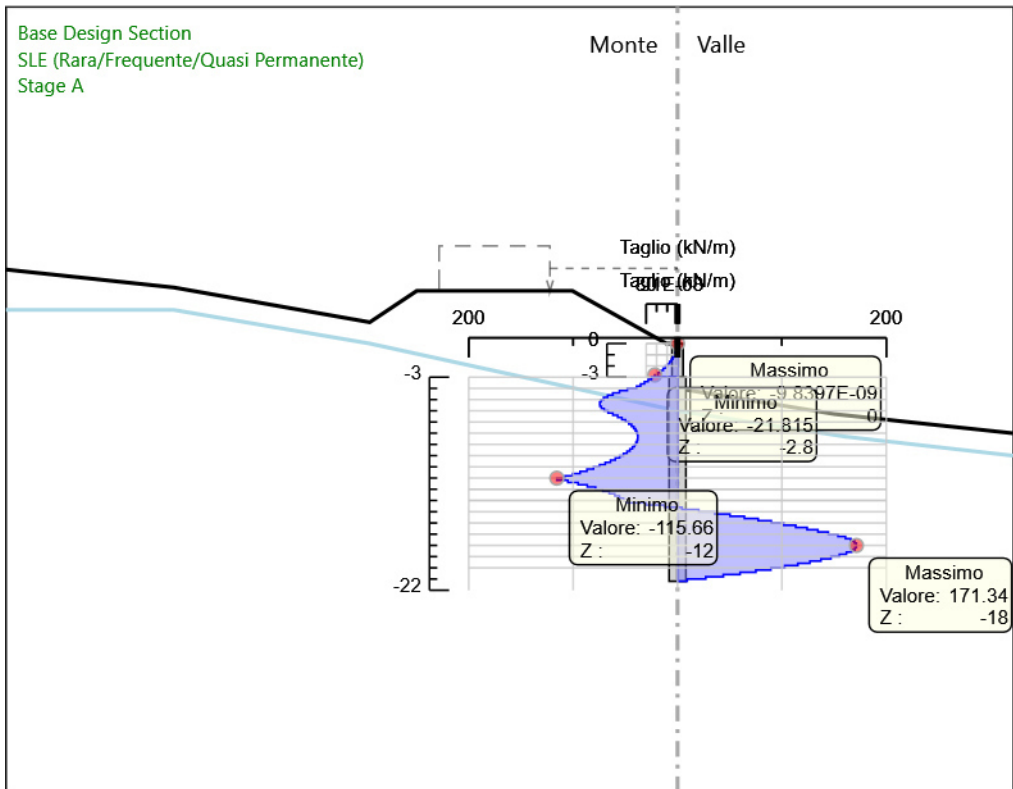 Base Design Section
SLE (Rara/Frequente/Quasi Permanente)
Stage A
Monte
Valle
Taglio (kN/m)
Taglio (kN/m)
200
200
0
-3
-3
-22
Massimo
Valore: -9.8397E-09
Z : 0
Minimo
Valore: -21.815
Z : -2.8
Minimo
Valore: -115.66
Z : -12
Massimo
Valore: 171.34
Z : -18